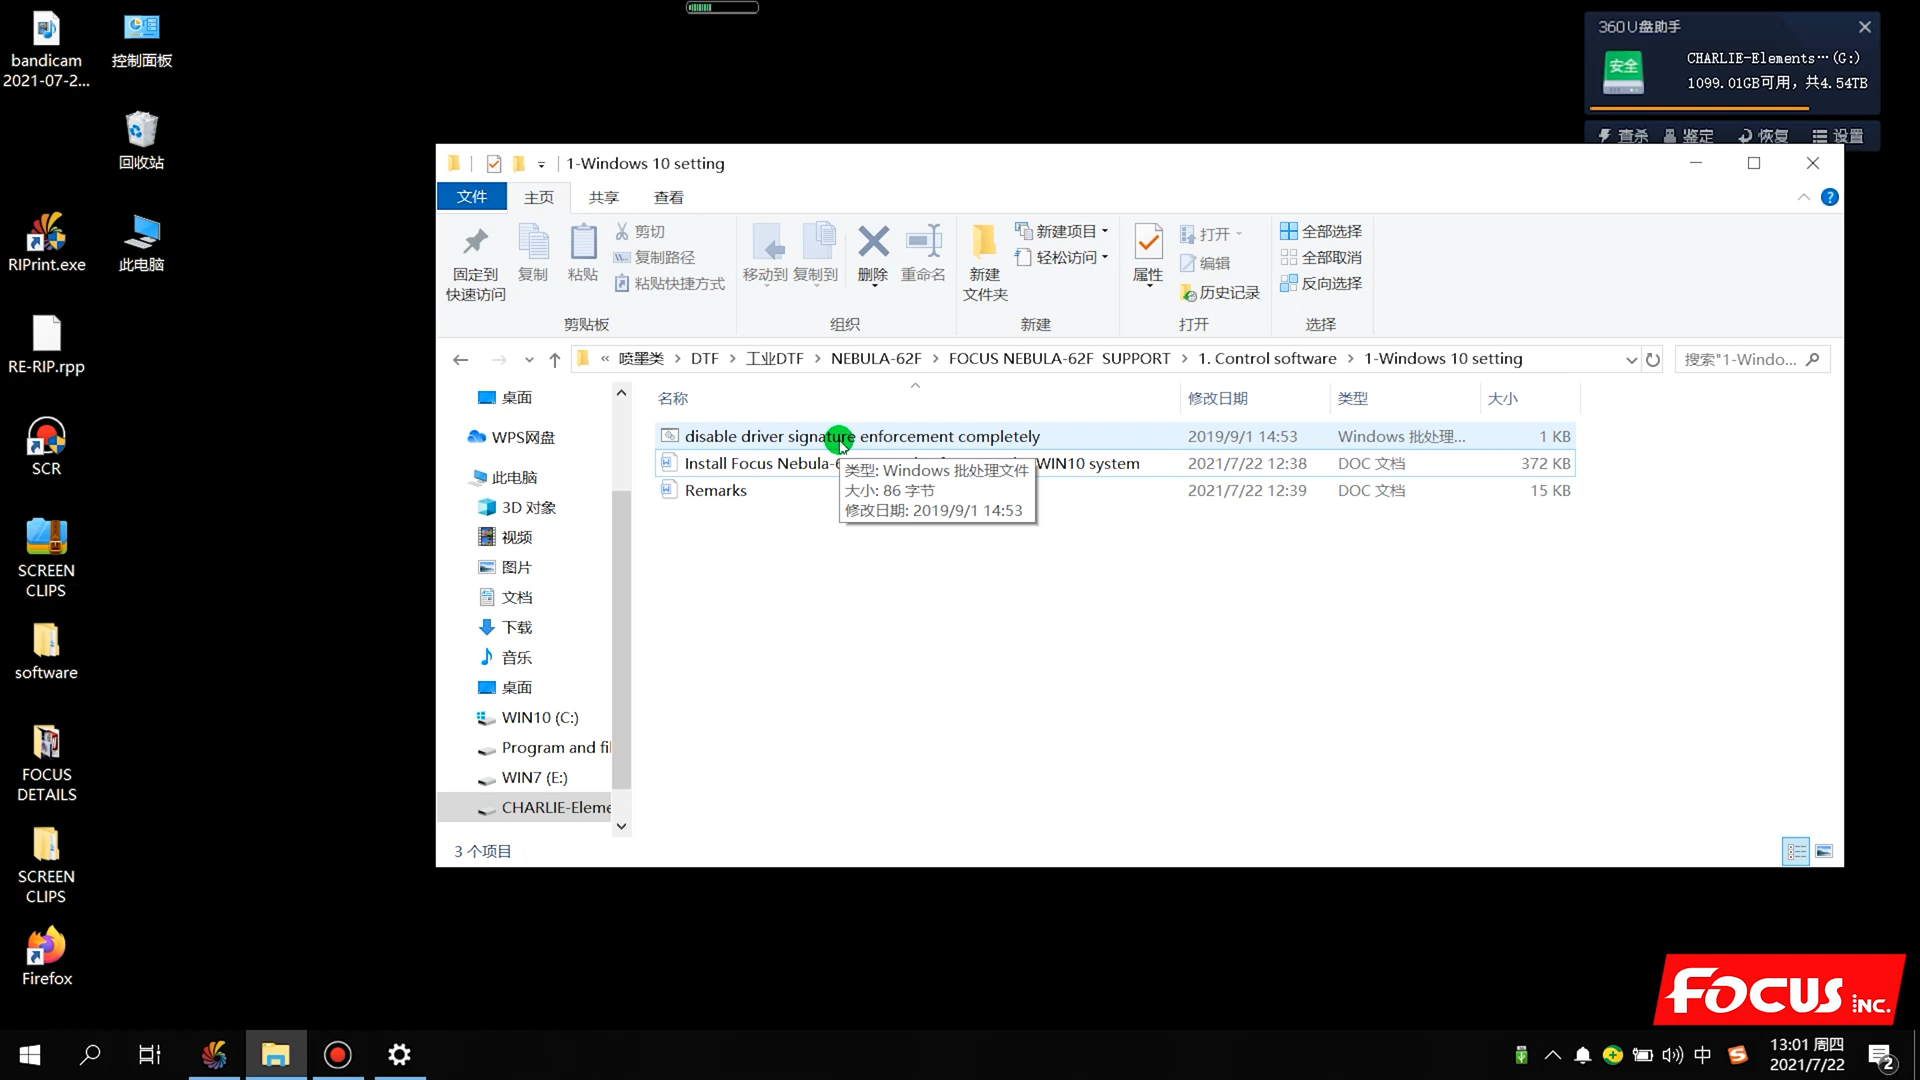 bandicam
2021-07-2...
控制面板
回收站
RIPrint.exe
此电脑
RE-RIP.rpp
SCR
SCREEN
CLIPS
software
FOCUS
DETAILS
SCREEN
CLIPS
Firefox
360U盘助手
安全
CHARLIE-Elements…(G:)
1099.01GB可用，共4.54TB
查杀
鉴定
恢复
设置
1-Windows 10 setting
文件
主页
共享
查看
固定到
快速访问
复制
粘贴
剪切
复制路径
粘贴快捷方式
剪贴板
移动到
复制到
删除
重命名
组织
新建
文件夹
新建项目
轻松访问
新建
属性
打开
编辑
历史记录
打开
全部选择
全部取消
反向选择
选择
« 喷墨类 > DTF > 工业DTF > NEBULA-62F > FOCUS NEBULA-62F SUPPORT > 1. Control software > 1-Windows 10 setting
搜索"1-Windo...
桌面
WPS网盘
此电脑
3D 对象
视频
图片
文档
下载
音乐
桌面
WIN10 (C:)
Program and fi
WIN7 (E:)
CHARLIE-Eleme
名称 修改日期 类型 大小
disable driver signature enforcement completely 2019/9/1 14:53 Windows 批处理... 1 KB
Install Focus Nebula- WIN10 system 2021/7/22 12:38 DOC 文档 372 KB
Remarks 2021/7/22 12:39 DOC 文档 15 KB
类型: Windows 批处理文件
大小: 86 字节
修改日期: 2019/9/1 14:53
3 个项目
FOCUS INC.
中
13:01 周四
2021/7/22
2